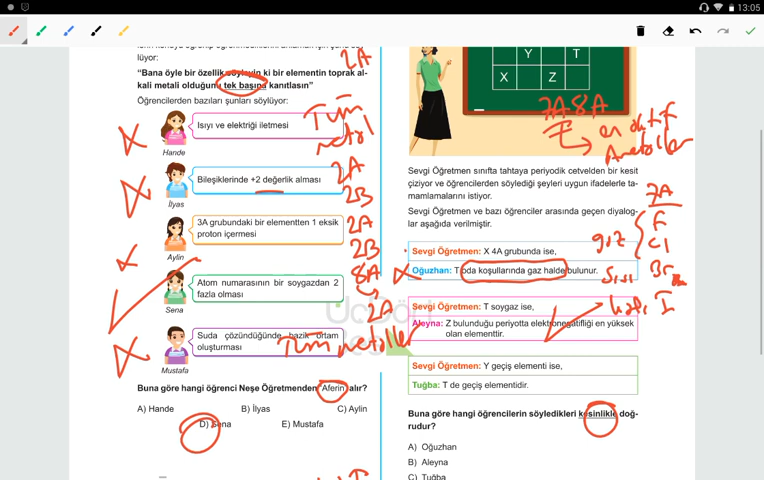 13:05
lüyor:
"Bana öyle bir özellik söyleyin ki bir elementin toprak al-
kali metali olduğunu tek başına kanıtlasın"
Öğrencilerden bazıları şunları söylüyor:
2A
Isıyı ve elektriği iletmesi
Hande
Tüm
metal
Bileşiklerinde +2 değerlik alması
İlyas
2A
2B
3A grubundaki bir elementten 1 eksik
proton içermesi
Aylin
2A
2B
Atom numarasının bir soygazdan 2
fazla olması
Sena
8A
2A
Suda çözündüğünde bazik ortam
oluşturması
Mustafa
Tüm metaller
Buna göre hangi öğrenci Neşe Öğretmenden Aferin alır?
A) Hande
B) İlyas
C) Aylin
D) Sena
E) Mustafa
Y
T
X
Z
7A 8A
F
Ametaller
Sevgi Öğretmen sınıfta tahtaya periyodik cetvelden bir kesit
çiziyor ve öğrencilerden söylediği şeyleri uygun ifadelerle ta-
mamlamalarını istiyor.
Sevgi Öğretmen ve bazı öğrenciler arasında geçen diyalog-
lar aşağıda verilmiştir.
7A
F
Cl
Br
I
gaz
Sıvı
katı
Sevgi Öğretmen: X 4A grubunda ise,
Oğuzhan: T oda koşullarında gaz halde bulunur.
Sevgi Öğretmen: T soygaz ise,
Aleyna: Z bulunduğu periyotta elektronegatifliği en yüksek
olan elementtir.
Sevgi Öğretmen: Y geçiş elementi ise,
Tuğba: T de geçiş elementidir.
Buna göre hangi öğrencilerin söyledikleri kesinlikle doğ-
rudur?
A) Oğuzhan
B) Aleyna
C) Tuğba